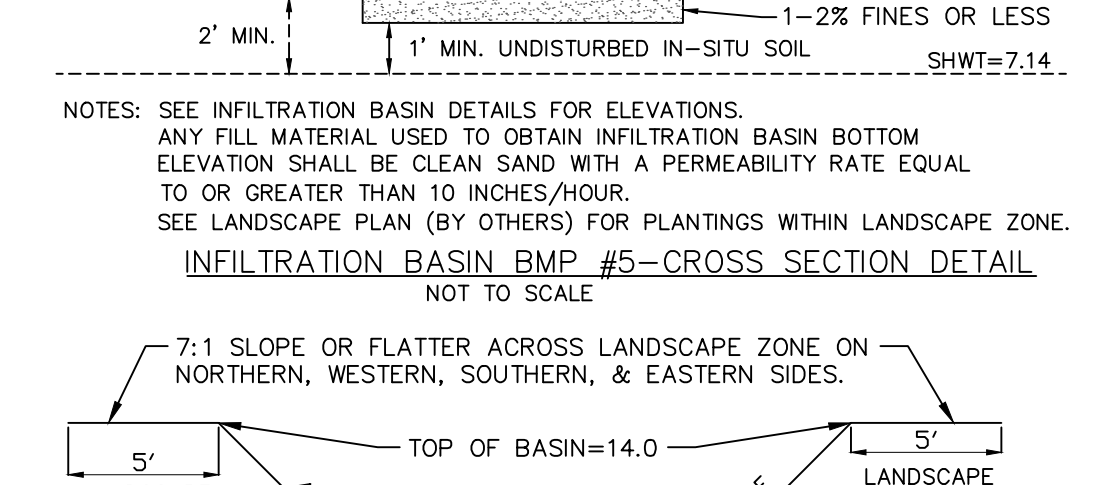 1-2% FINES OR LESS
2' MIN.
1' MIN. UNDISTURBED IN-SITU SOIL
SHWT=7.14
NOTES: SEE INFILTRATION BASIN DETAILS FOR ELEVATIONS.
ANY FILL MATERIAL USED TO OBTAIN INFILTRATION BASIN BOTTOM
ELEVATION SHALL BE CLEAN SAND WITH A PERMEABILITY RATE EQUAL
TO OR GREATER THAN 10 INCHES/HOUR.
SEE LANDSCAPE PLAN (BY OTHERS) FOR PLANTINGS WITHIN LANDSCAPE ZONE.
INFILTRATION BASIN BMP #5-CROSS SECTION DETAIL
NOT TO SCALE
7:1 SLOPE OR FLATTER ACROSS LANDSCAPE ZONE ON
NORTHERN, WESTERN, SOUTHERN, & EASTERN SIDES.
TOP OF BASIN=14.0
5'
5'
LANDSCAPE